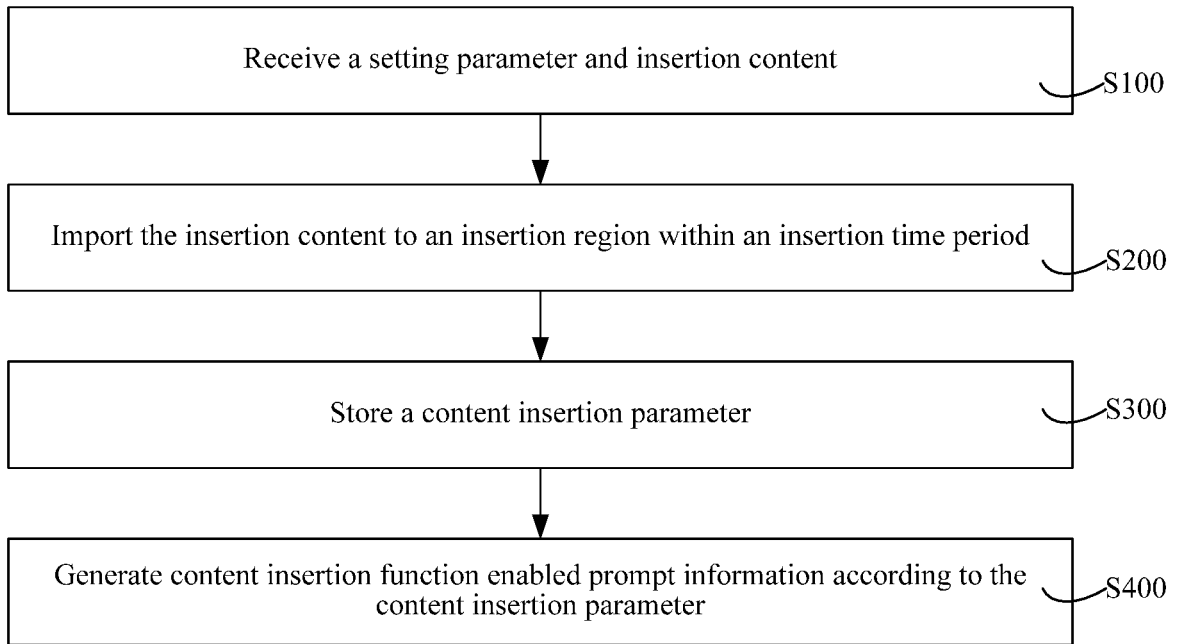 Receive a setting parameter and insertion content
S100
Import the insertion content to an insertion region within an insertion time period
S200
Store a content insertion parameter
S300
Generate content insertion function enabled prompt information according to the
content insertion parameter
S400